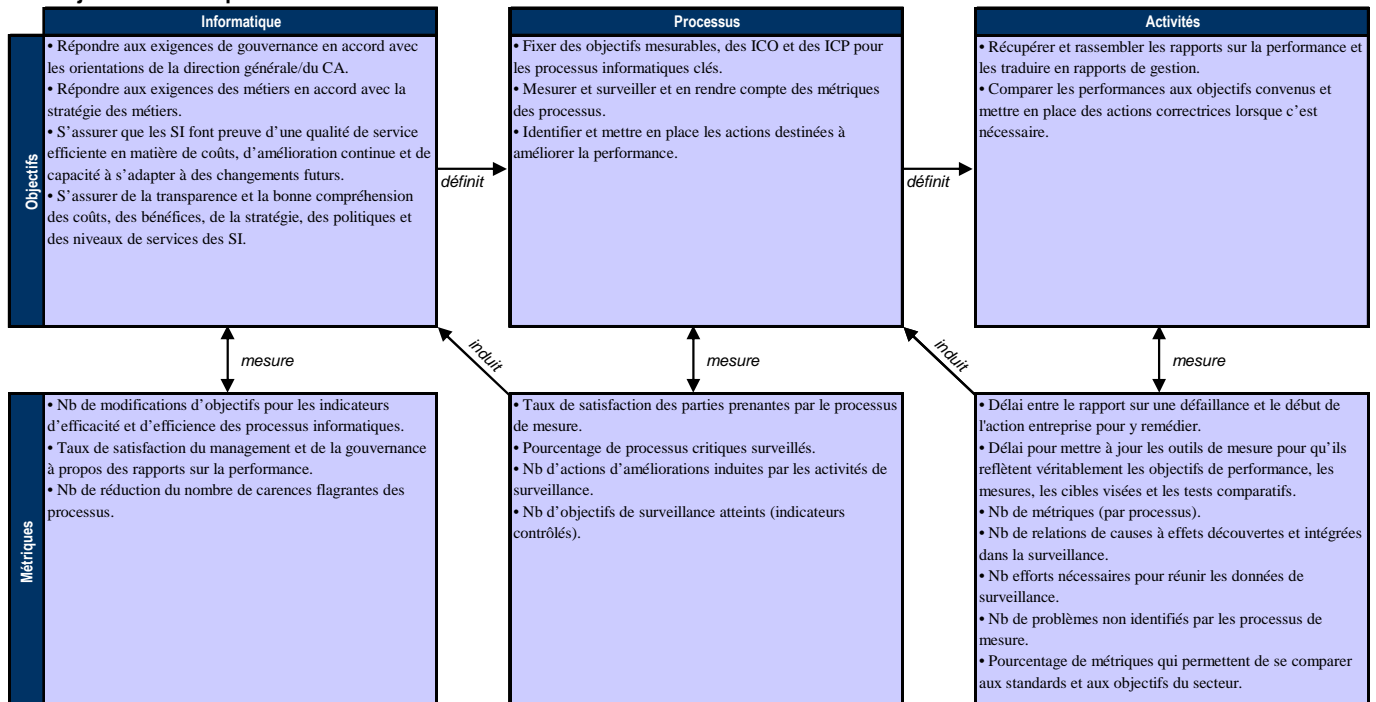 Informatique
Processus
Activités
Objectifs
• Répondre aux exigences de gouvernance en accord avec
les orientations de la direction générale/du CA.
• Répondre aux exigences des métiers en accord avec la
stratégie des métiers.
• S’assurer que les SI font preuve d’une qualité de service
efficiente en matière de coûts, d’amélioration continue et de
capacité à s’adapter à des changements futurs.
• S’assurer de la transparence et la bonne compréhension
des coûts, des bénéfices, de la stratégie, des politiques et
des niveaux de services des SI.
définit
• Fixer des objectifs mesurables, des ICO et des ICP pour
les processus informatiques clés.
• Mesurer et surveiller et en rendre compte des métriques
des processus.
• Identifier et mettre en place les actions destinées à
améliorer la performance.
définit
• Récupérer et rassembler les rapports sur la performance et
les traduire en rapports de gestion.
• Comparer les performances aux objectifs convenus et
mettre en place des actions correctrices lorsque c’est
nécessaire.
mesure
induit
mesure
induit
mesure
Métriques
• Nb de modifications d’objectifs pour les indicateurs
d’efficacité et d’efficience des processus informatiques.
• Taux de satisfaction du management et de la gouvernance
à propos des rapports sur la performance.
• Nb de réduction du nombre de carences flagrantes des
processus.
• Taux de satisfaction des parties prenantes par le processus
de mesure.
• Pourcentage de processus critiques surveillés.
• Nb d’actions d’améliorations induites par les activités de
surveillance.
• Nb d’objectifs de surveillance atteints (indicateurs
contrôlés).
• Délai entre le rapport sur une défaillance et le début de
l'action entreprise pour y remédier.
• Délai pour mettre à jour les outils de mesure pour qu’ils
reflètent véritablement les objectifs de performance, les
mesures, les cibles visées et les tests comparatifs.
• Nb de métriques (par processus).
• Nb de relations de causes à effets découvertes et intégrées
dans la surveillance.
• Nb efforts nécessaires pour réunir les données de
surveillance.
• Nb de problèmes non identifiés par les processus de
mesure.
• Pourcentage de métriques qui permettent de se comparer
aux standards et aux objectifs du secteur.